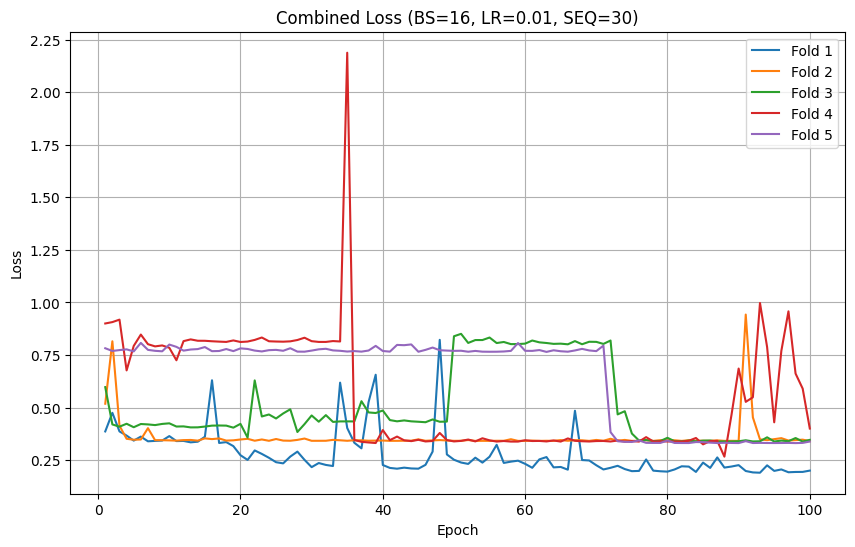 Combined Loss (BS=16, LR=0.01, SEQ=30)
Loss
2.25
2.00
1.75
1.50
1.25
1.00
0.75
0.50
0.25
Fold 1
Fold 2
Fold 3
Fold 4
Fold 5
0 20 40 60 80 100
Epoch